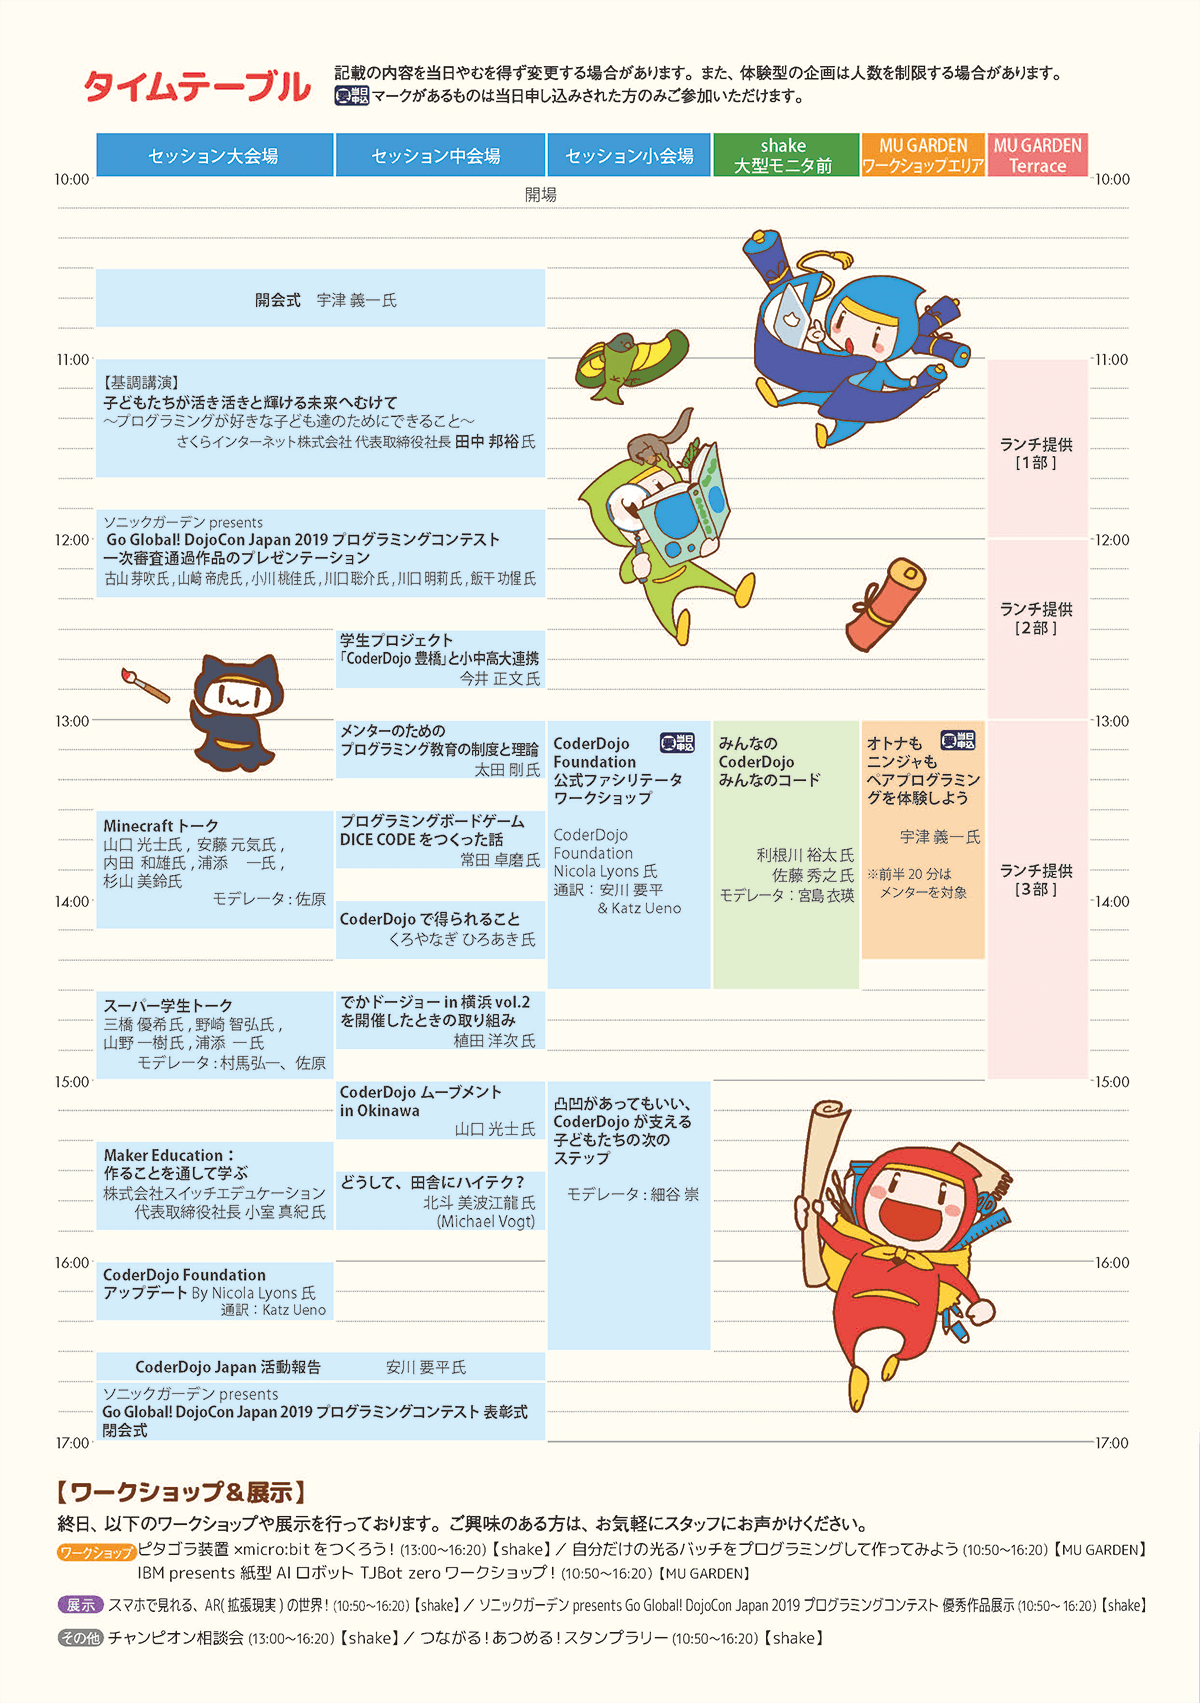 タイムテーブル
記載の内容を当日やむを得ず変更する場合があります。また、体験型の企画は人数を制限する場合があります。
要当日申込マークがあるものは当日申し込みされた方のみご参加いただけます。
セッション大会場
セッション中会場
セッション小会場
shake
大型モニタ前
MU GARDEN
ワークショップエリア
MU GARDEN
Terrace
10:00
10:00
開場
開会式 宇津 義一 氏
11:00
11:00
【基調講演】
子どもたちが活き活きと輝ける未来へむけて
〜プログラミングが好きな子ども達のためにできること〜
さくらインターネット株式会社 代表取締役社長 田中 邦裕 氏
ランチ提供
[1部]
ソニックガーデン presents
Go Global! DojoCon Japan 2019 プログラミングコンテスト
一次審査通過作品のプレゼンテーション
古山 芽吹氏 , 山﨑 帝虎氏 , 小川 桃佳氏 , 川口 聡介氏 , 川口 明莉氏 , 飯干 功惺氏
12:00
12:00
ランチ提供
[2部]
学生プロジェクト
「CoderDojo 豊橋」と小中高大連携
今井 正文 氏
13:00
13:00
メンターのための
プログラミング教育の制度と理論
太田 剛 氏
CoderDojo
Foundation
公式ファシリテータ
ワークショップ
要当日申込
CoderDojo
Foundation
Nicola Lyons 氏
通訳：安川 要平
& Katz Ueno
みんなの
CoderDojo
みんなのコード
利根川 裕太 氏
佐藤 秀之 氏
モデレータ：宮島 衣瑛
オトナも
ニンジャも
ペアプログラミン
グを体験しよう
要当日申込
宇津 義一 氏
※前半 20 分は
メンターを対象
ランチ提供
[3部]
Minecraft トーク
山口 光士氏 , 安藤 元気氏 ,
内田 和雄氏 , 浦添 一氏 ,
杉山 美鈴氏
モデレータ：佐原
プログラミングボードゲーム
DICE CODE をつくった話
常田 卓磨 氏
14:00
14:00
CoderDojo で得られること
くろやなぎ ひろあき 氏
スーパー学生トーク
三橋 優希 氏 , 野崎 智弘 氏 ,
山野 一樹 氏 , 浦添 一 氏
モデレータ：村馬弘一、佐原
でかドージョー in 横浜 vol.2
を開催したときの取り組み
植田 洋次 氏
15:00
15:00
CoderDojo ムーブメント
in Okinawa
山口 光士 氏
凸凹があってもいい、
CoderDojo が支える
子どもたちの次の
ステップ
モデレータ：細谷 崇
Maker Education：
作ることを通して学ぶ
株式会社スイッチエデュケーション
代表取締役社長 小室 真紀 氏
どうして、田舎にハイテク？
北斗 美波江龍 氏
(Michael Vogt)
16:00
16:00
CoderDojo Foundation
アップデート By Nicola Lyons 氏
通訳：Katz Ueno
CoderDojo Japan 活動報告 安川 要平 氏
ソニックガーデン presents
Go Global! DojoCon Japan 2019 プログラミングコンテスト 表彰式
閉会式
17:00
17:00
【ワークショップ＆展示】
終日、以下のワークショップや展示を行っております。ご興味のある方は、お気軽にスタッフにお声かけください。
ワークショップ ピタゴラ装置 ×micro:bit をつくろう！(13:00〜16:20)【shake】／ 自分だけの光るバッチをプログラミングして作ってみよう (10:50〜16:20)【MU GARDEN】
IBM presents 紙型 AI ロボット TJBot zero ワークショップ！(10:50〜16:20)【MU GARDEN】
展示 スマホで見れる、AR( 拡張現実 ) の世界！(10:50〜16:20)【shake】／ ソニックガーデン presents Go Global! DojoCon Japan 2019 プログラミングコンテスト 優秀作品展示 (10:50〜16:20)【shake】
その他 チャンピオン相談会 (13:00〜16:20)【shake】／ つながる！あつめる！スタンプラリー (10:50〜16:20)【shake】